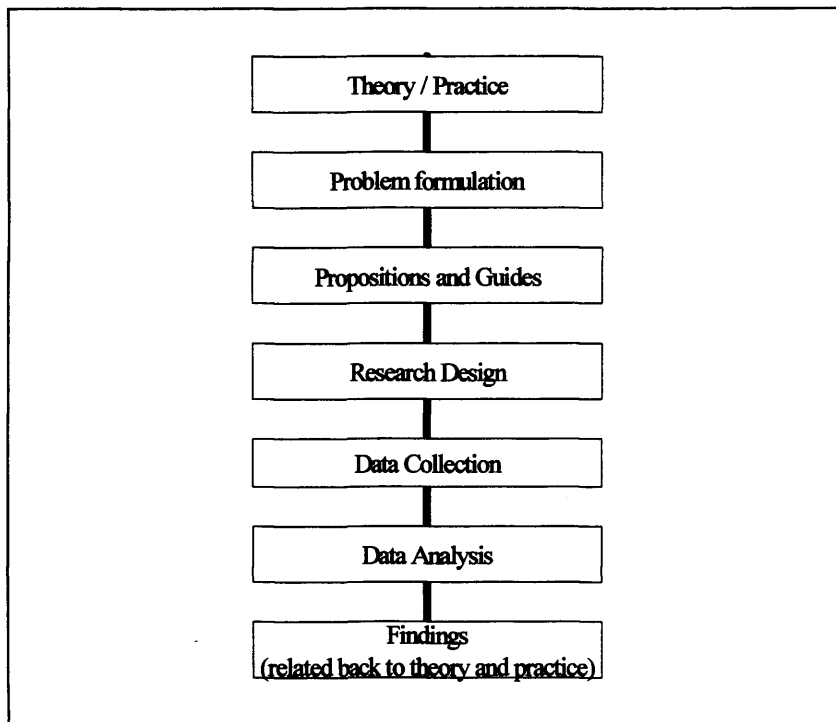 Theory / Practice
Problem formulation
Propositions and Guides
Research Design
Data Collection
Data Analysis
Findings
(related back to theory and practice)